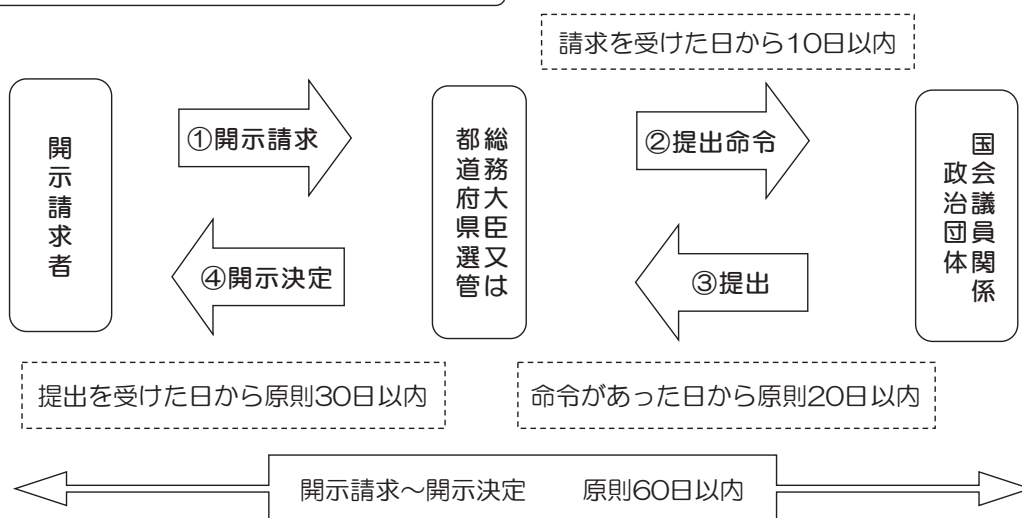 請求を受けた日から10日以内
開示請求者
①開示請求
総務大臣又は
都道府県選管
②提出命令
国会議員関係
政治団体
④開示決定
③提出
提出を受けた日から原則30日以内
命令があった日から原則20日以内
開示請求～開示決定　原則60日以内